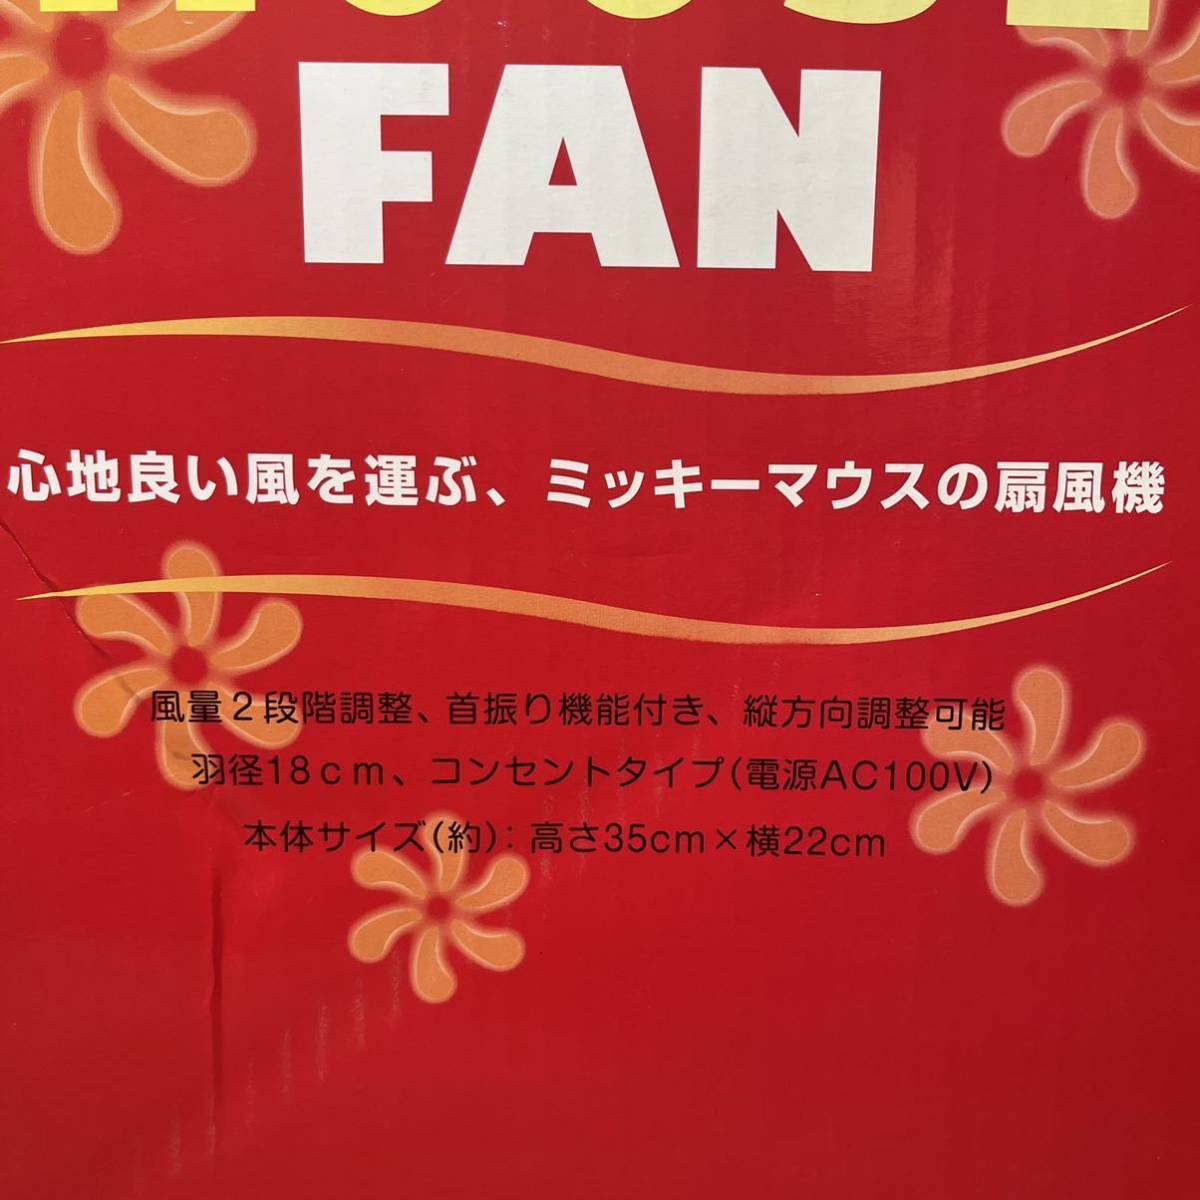 FAN
心地良い風を運ぶ、ミッキーマウスの扇風機
風量２段階調整、首振り機能付き、縦方向調整可能
羽径18ｃｍ、コンセントタイプ(電源AC100V)
本体サイズ(約)：高さ35cm×横22cm